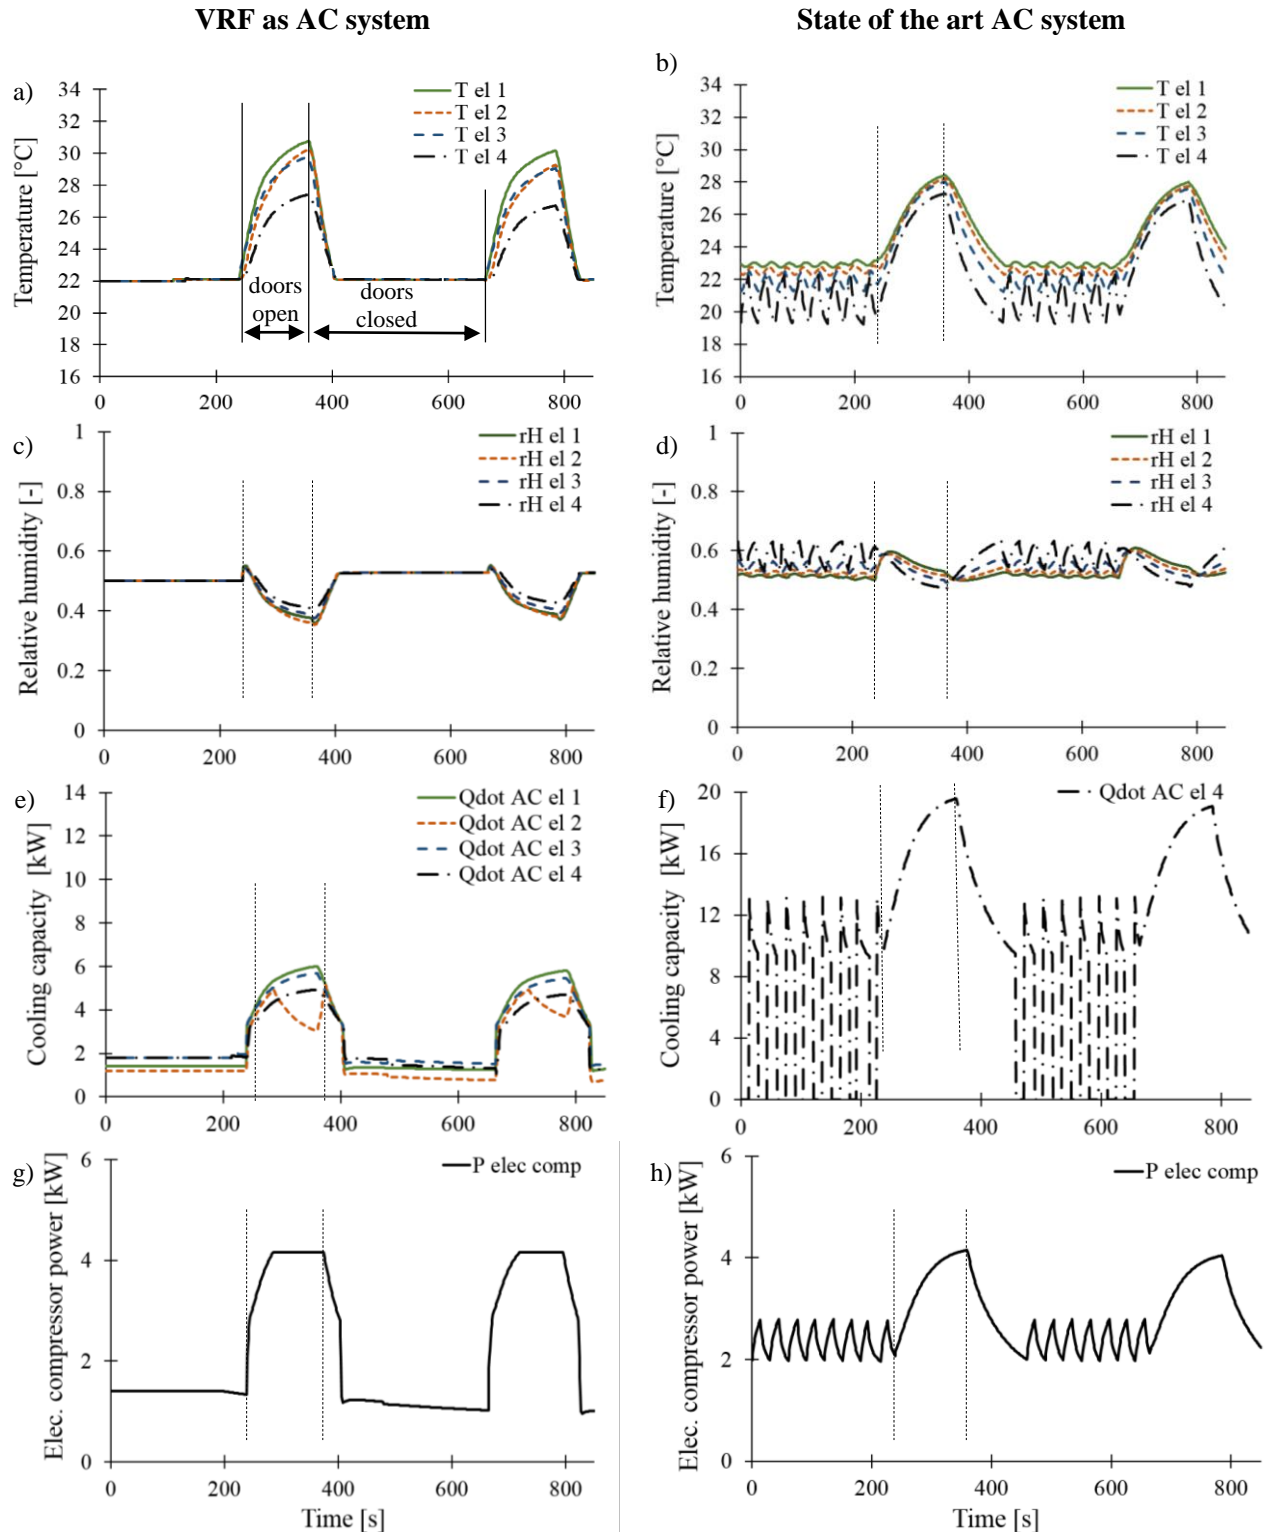 VRF as AC system
State of the art AC system
a)
Temperature [°C]
34
32
30
28
26
24
22
20
18
16
T el 1
T el 2
T el 3
T el 4
doors
open
doors
closed
0
200
400
600
800
b)
Temperature [°C]
34
32
30
28
26
24
22
20
18
16
T el 1
T el 2
T el 3
T el 4
0
200
400
600
800
c)
Relative humidity [-]
1
0.8
0.6
0.4
0.2
0
rH el 1
rH el 2
rH el 3
rH el 4
0
200
400
600
800
d)
Relative humidity [-]
1
0.8
0.6
0.4
0.2
0
rH el 1
rH el 2
rH el 3
rH el 4
0
200
400
600
800
e)
Cooling capacity [kW]
14
12
10
8
6
4
2
0
Qdot AC el 1
Qdot AC el 2
Qdot AC el 3
Qdot AC el 4
0
200
400
600
800
f)
Cooling capacity [kW]
20
16
12
8
4
0
Qdot AC el 4
0
200
400
600
800
g)
Elec. compressor power [kW]
6
4
2
0
P elec comp
0
200
400
600
800
Time [s]
h)
Elec. compressor power [kW]
6
4
2
0
P elec comp
0
200
400
600
800
Time [s]